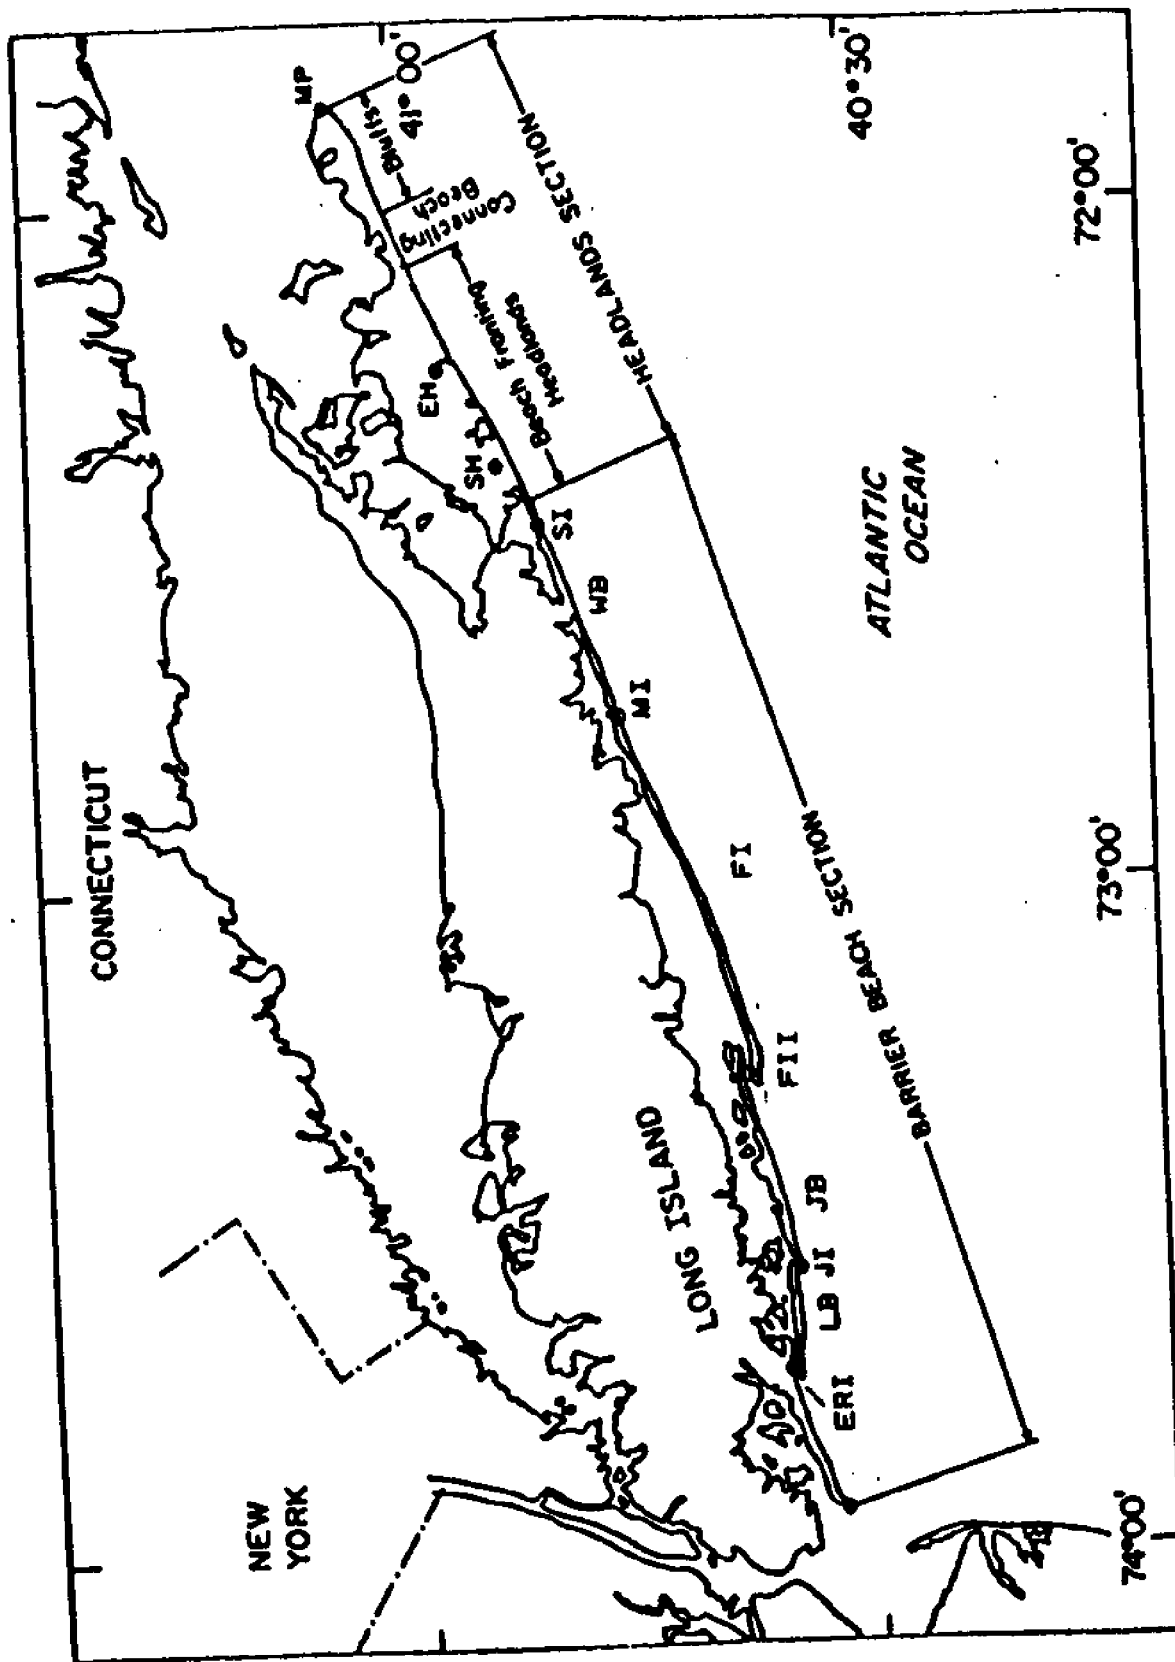 CONNECTICUT
NEW
YORK
LONG ISLAND
MP
41° 00'
40° 30'
Bluffs
Connecting
Beach
Beach Fronting
Headlands
HEADLANDS SECTION
EH
SH
SI
WB
MI
FI
FII
JB
JI
LB
ERI
BARRIER BEACH SECTION
ATLANTIC
OCEAN
74°00'
73°00'
72°00'